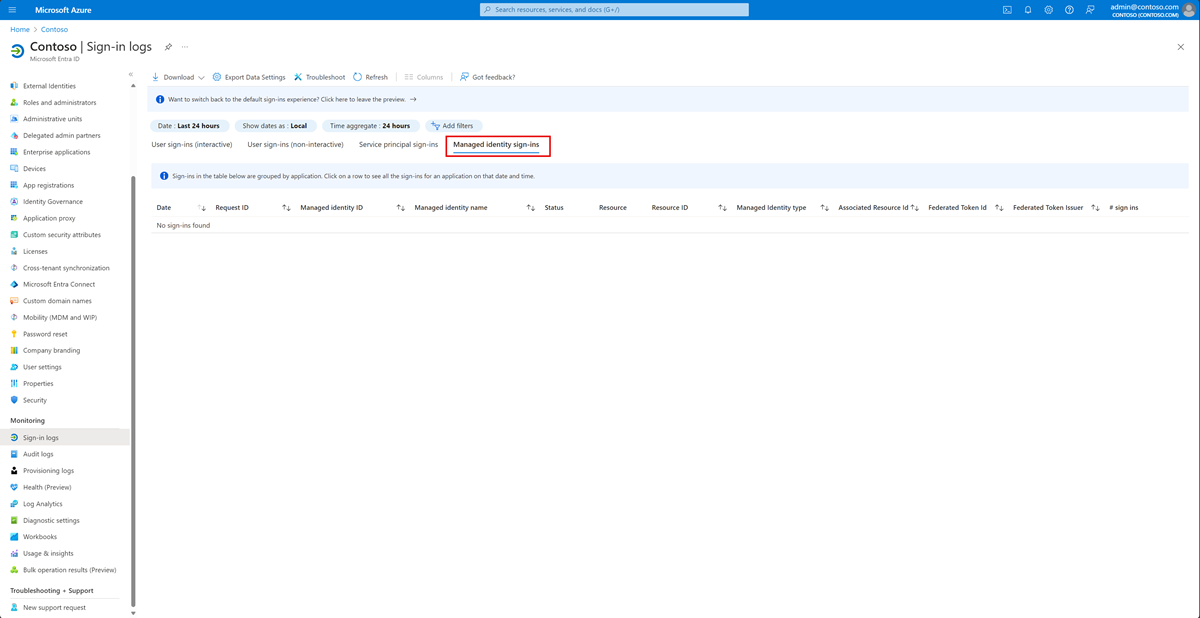 Microsoft Azure
Search resources, services, and docs (G+/)
admin@contoso.com
CONTOSO (CONTOSO.COM)
Home > Contoso
Contoso | Sign-in logs ...
Microsoft Entra ID
External Identities
Roles and administrators
Administrative units
Delegated admin partners
Enterprise applications
Devices
App registrations
Identity Governance
Application proxy
Custom security attributes
Licenses
Cross-tenant synchronization
Microsoft Entra Connect
Custom domain names
Mobility (MDM and WIP)
Password reset
Company branding
User settings
Properties
Security
Monitoring
Sign-in logs
Audit logs
Provisioning logs
Health (Preview)
Log Analytics
Diagnostic settings
Workbooks
Usage & insights
Bulk operation results (Preview)
Troubleshooting + Support
New support request
Download Export Data Settings Troubleshoot Refresh Columns Got feedback?
Want to switch back to the default sign-ins experience? Click here to leave the preview. →
Date : Last 24 hours Show dates as : Local Time aggregate : 24 hours Add filters
User sign-ins (interactive) User sign-ins (non-interactive) Service principal sign-ins Managed identity sign-ins
Sign-ins in the table below are grouped by application. Click on a row to see all the sign-ins for an application on that date and time.
Date Request ID Managed identity ID Managed identity name Status Resource Resource ID Managed Identity type Associated Resource Id Federated Token Id Federated Token Issuer # sign ins
No sign-ins found